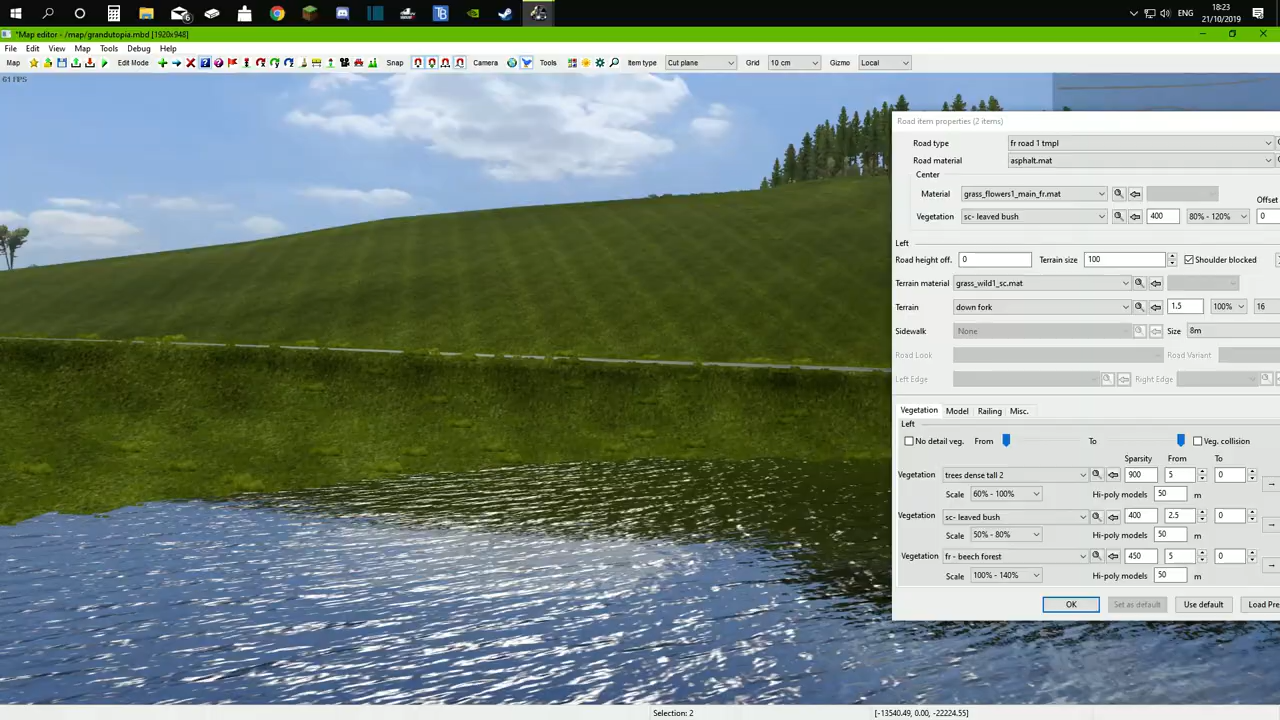 18:23
ENG
21/10/2019
6
*Map editor - /map/grandutopia.mbd [1920x948]
File Edit View Map Tools Debug Help
Map Edit Mode Snap Camera Tools Item type Cut plane Grid 10 cm Gizmo Local
61 FPS
Road item properties (2 items)
Road type fr road 1 tmpl
Road material asphalt.mat
Center
Material grass_flowers1_main_fr.mat
Offset
Vegetation sc- leaved bush 400 80% - 120% 0
Left
Road height off. 0 Terrain size 100 Shoulder blocked
Terrain material grass_wild1_sc.mat
Terrain down fork 1.5 100% 16
Sidewalk None Size 8m
Road Look Road Variant
Left Edge Right Edge
Vegetation Model Railing Misc.
Left
No detail veg. From To Veg. collision
Sparsity From To
Vegetation trees dense tall 2 900 5 0
Scale 60% - 100% Hi-poly models 50 m
Vegetation sc- leaved bush 400 2.5 0
Scale 50% - 80% Hi-poly models 50 m
Vegetation fr - beech forest 450 5 0
Scale 100% - 140% Hi-poly models 50 m
OK Set as default Use default Load Pre
Selection: 2 [-13540.49, 0.00, -22224.55]